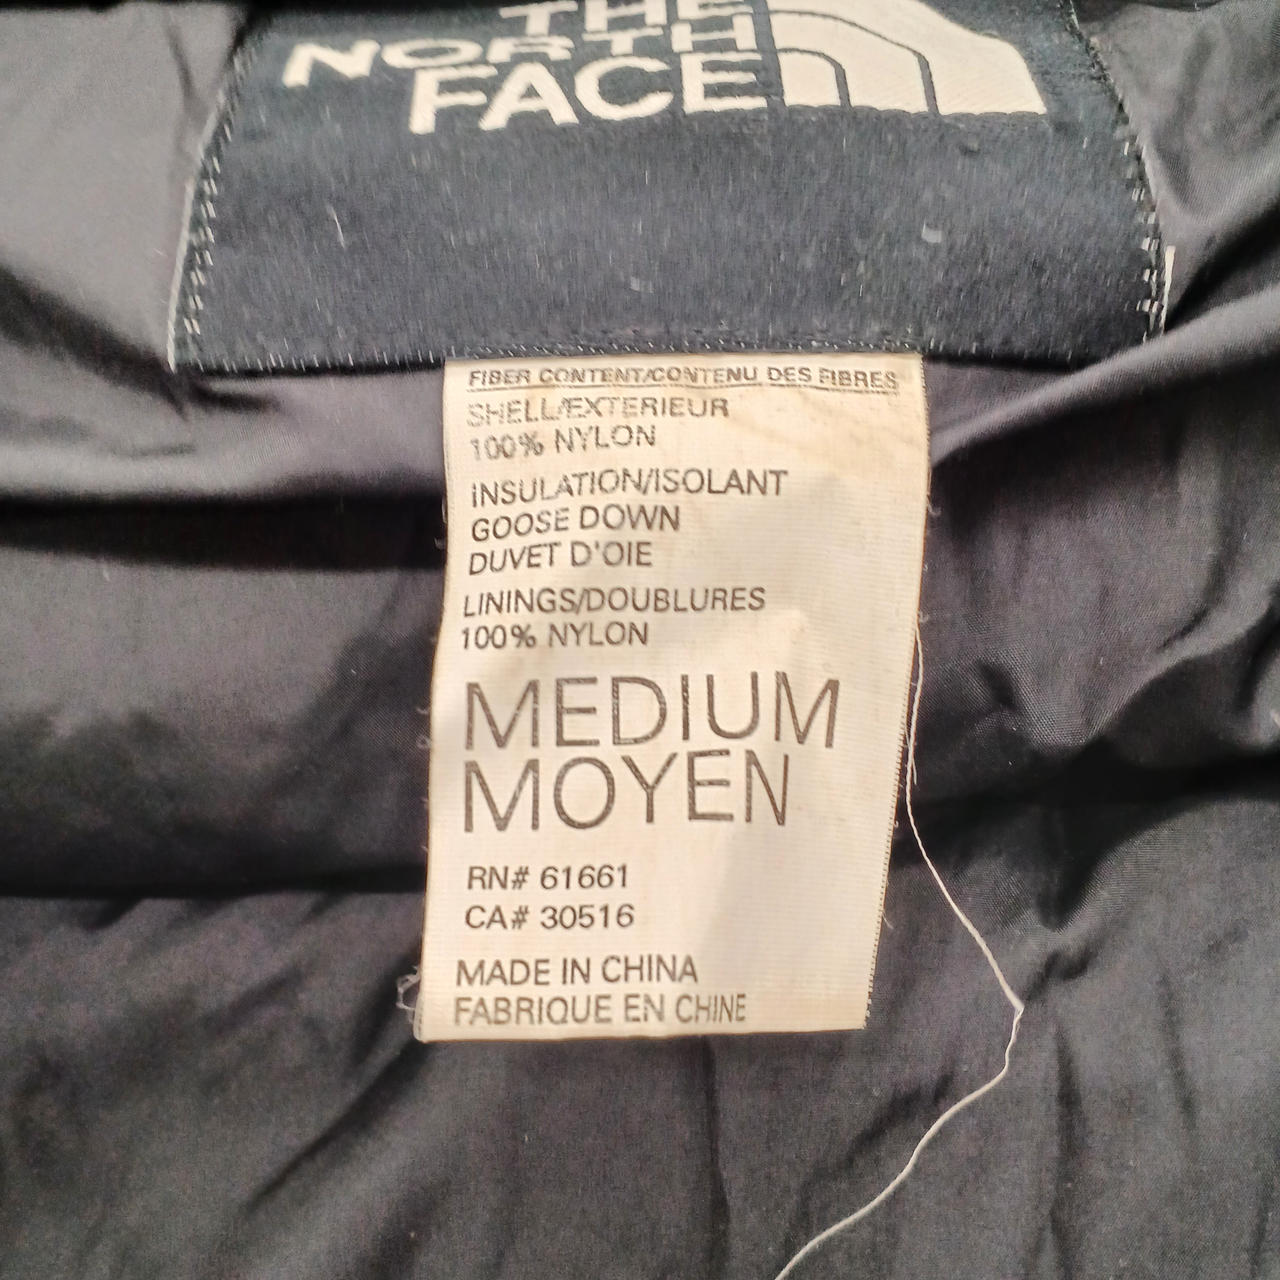 THE
NORTH
FACE
FIBER CONTENT/CONTENU DES FIBRES
SHELL/EXTERIEUR
100% NYLON
INSULATION/ISOLANT
GOOSE DOWN
DUVET D'OIE
LININGS/DOUBLURES
100% NYLON
MEDIUM
MOYEN
RN# 61661
CA# 30516
MADE IN CHINA
FABRIQUE EN CHINE